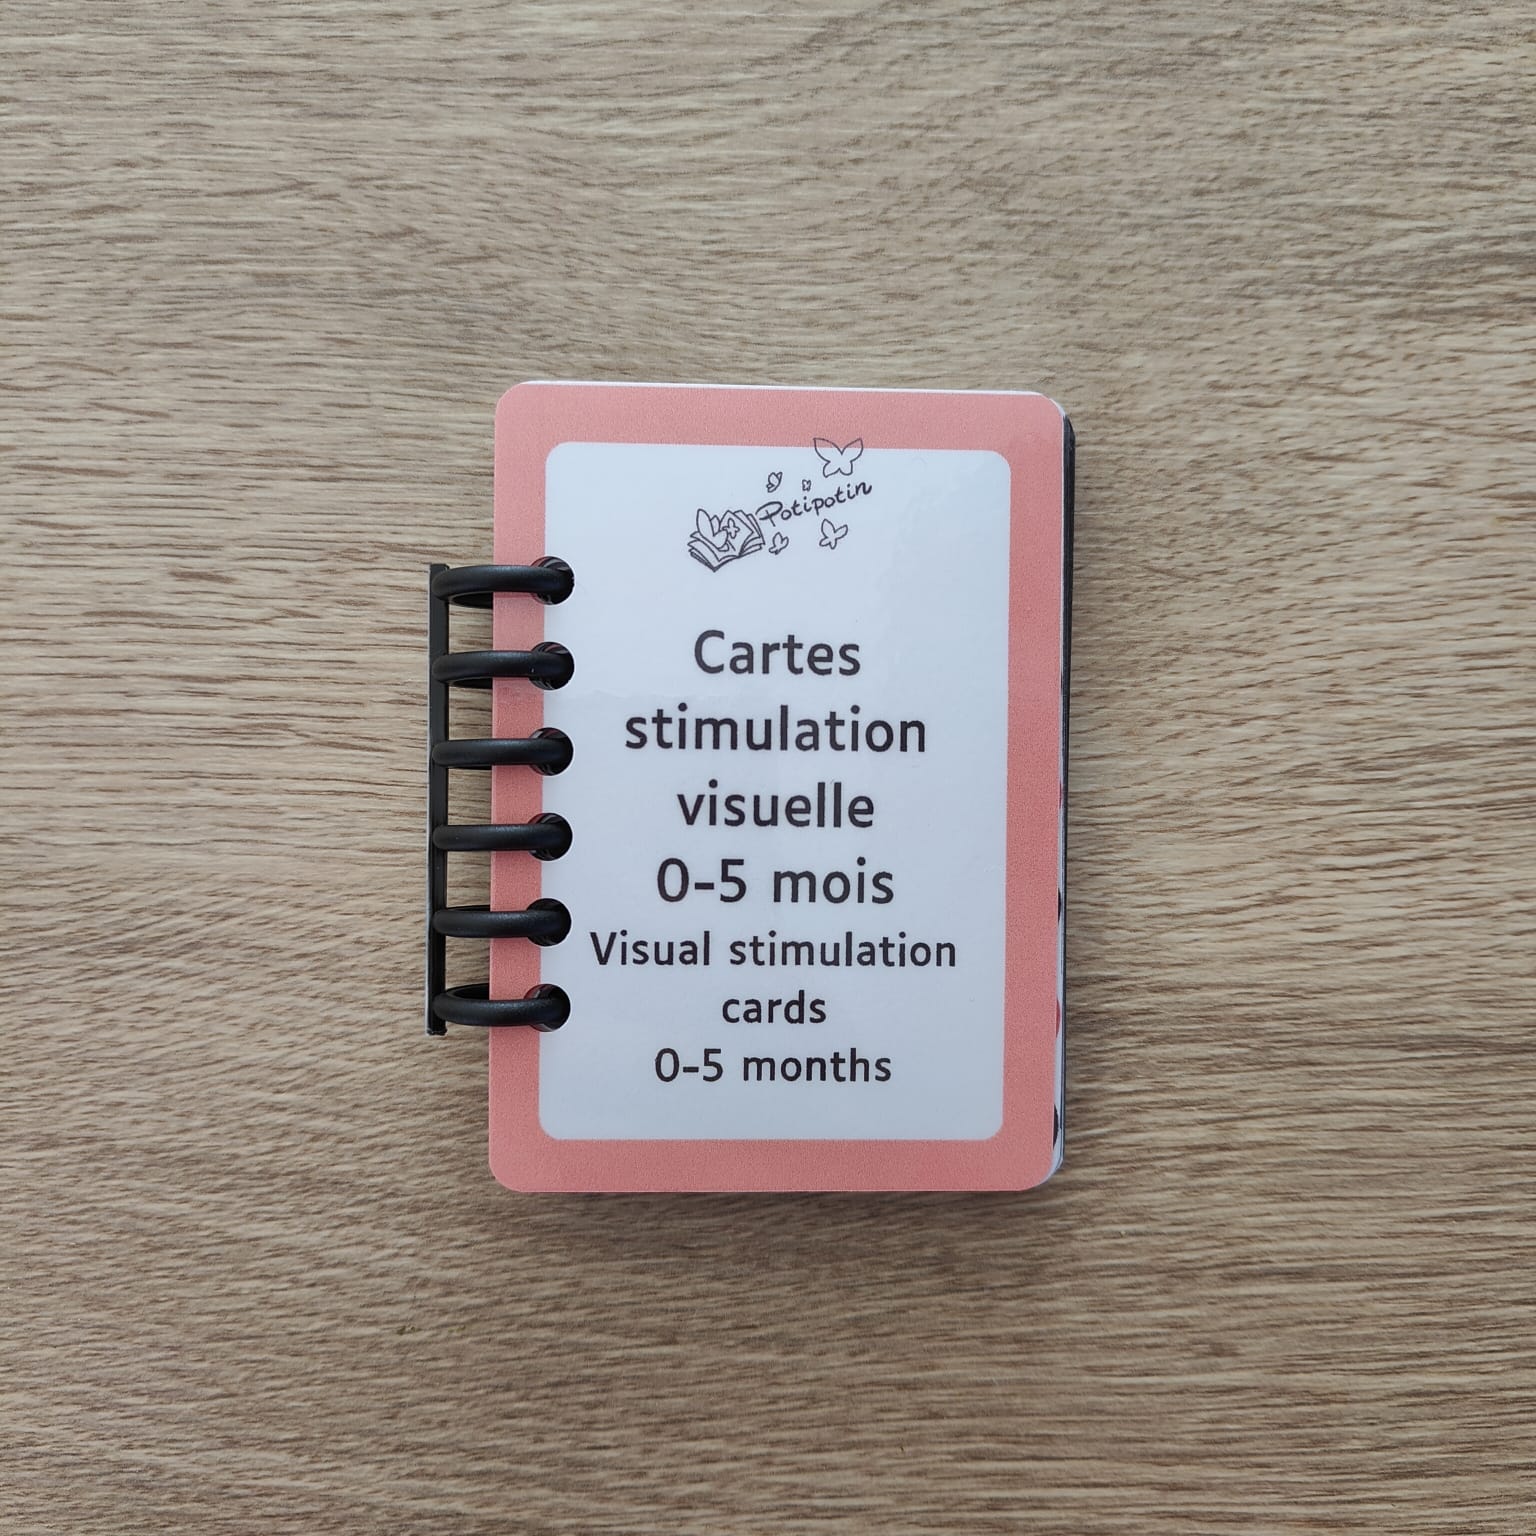 Potipotin
Cartes
stimulation
visuelle
0-5 mois
Visual stimulation
cards
0-5 months